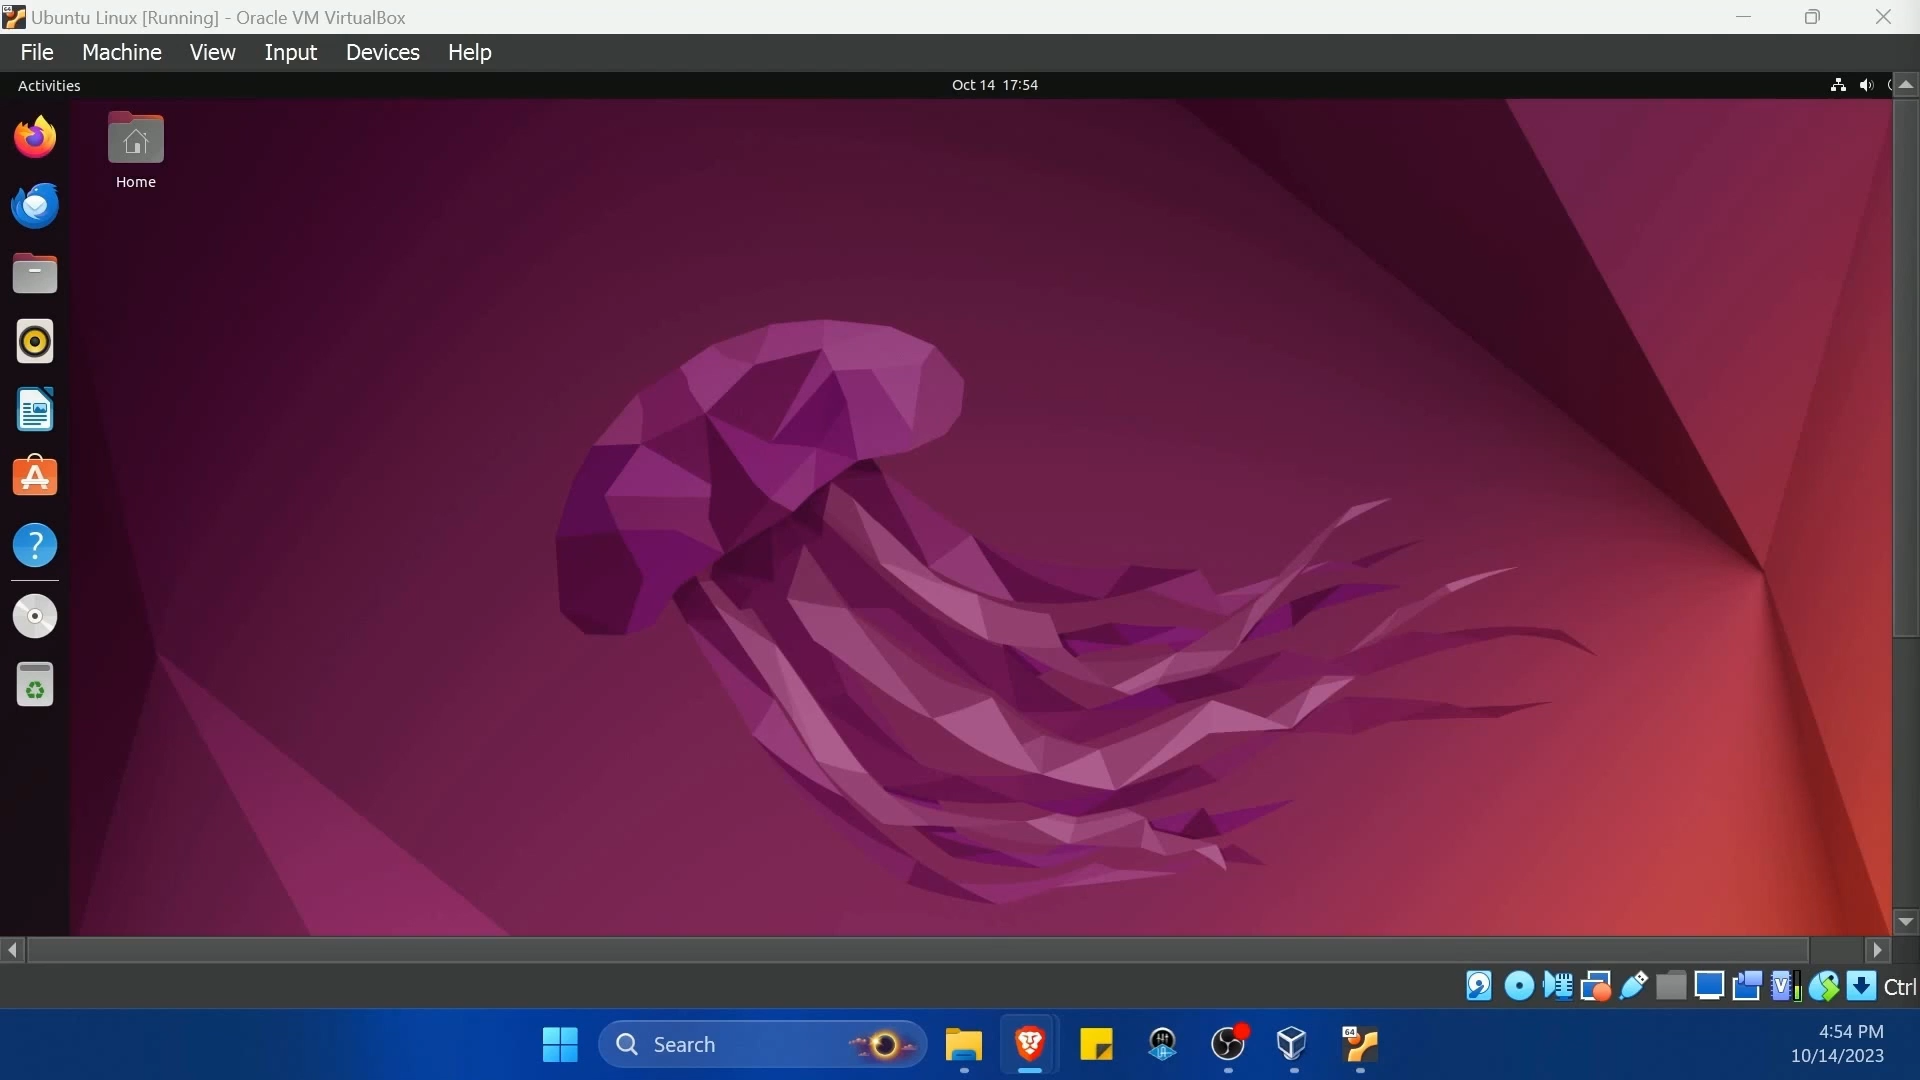 Ubuntu Linux [Running] - Oracle VM VirtualBox
File Machine View Input Devices Help
Activities
Oct 14 17:54
Home
Ctrl
Search
64
4:54 PM
10/14/2023